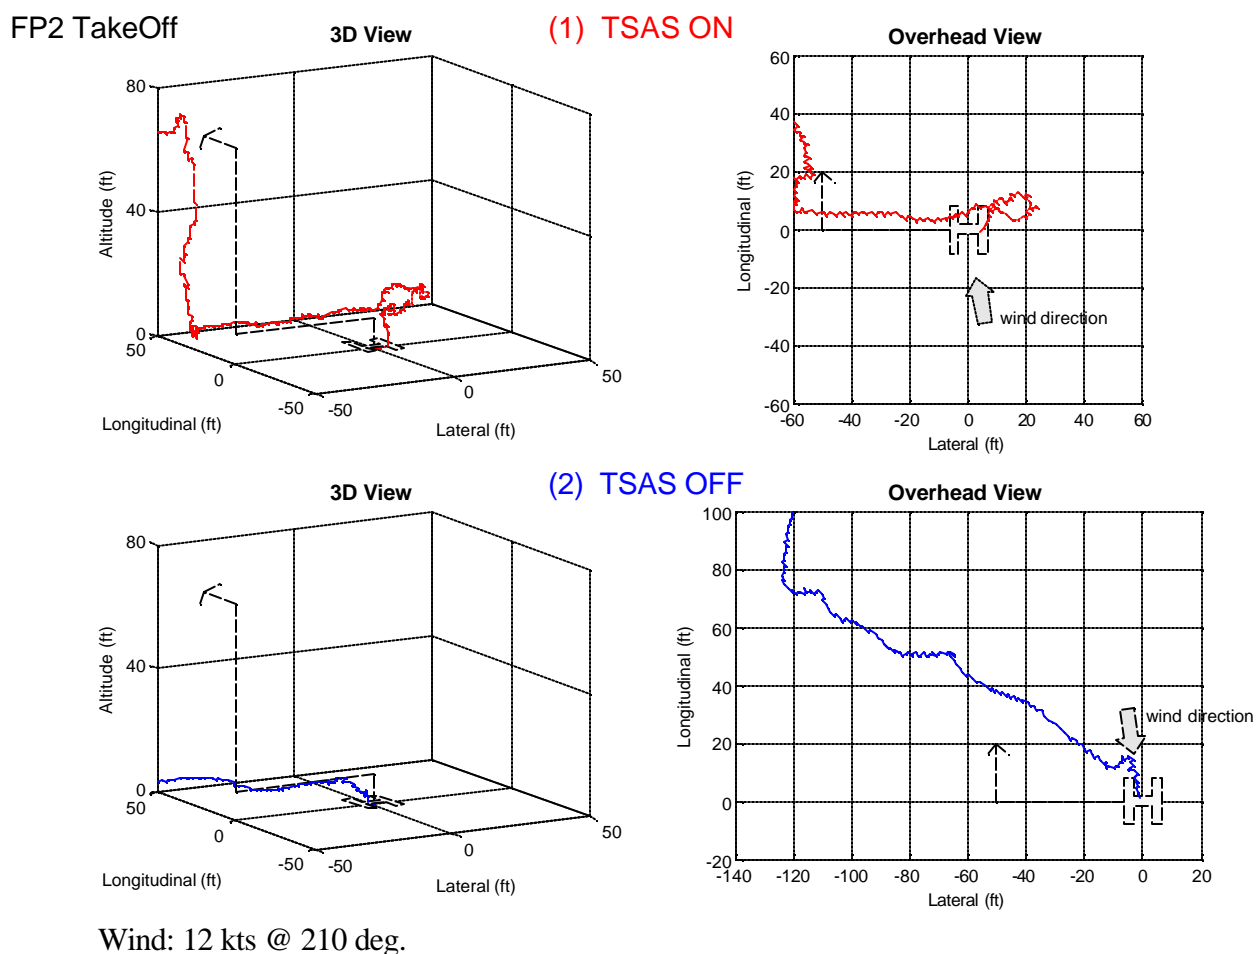 FP2 TakeOff
(1) TSAS ON
3D View
Overhead View
80
40
0
Altitude (ft)
50
0
-50
Longitudinal (ft)
-50
0
50
Lateral (ft)
60
40
20
0
-20
-40
-60
Longitudinal (ft)
H
wind direction
-60
-40
-20
0
20
40
60
Lateral (ft)
(2) TSAS OFF
3D View
Overhead View
80
40
0
Altitude (ft)
50
0
-50
Longitudinal (ft)
-50
0
50
Lateral (ft)
100
80
60
40
20
0
-20
Longitudinal (ft)
wind direction
H
-140
-120
-100
-80
-60
-40
-20
0
20
Lateral (ft)
Wind: 12 kts @ 210 deg.